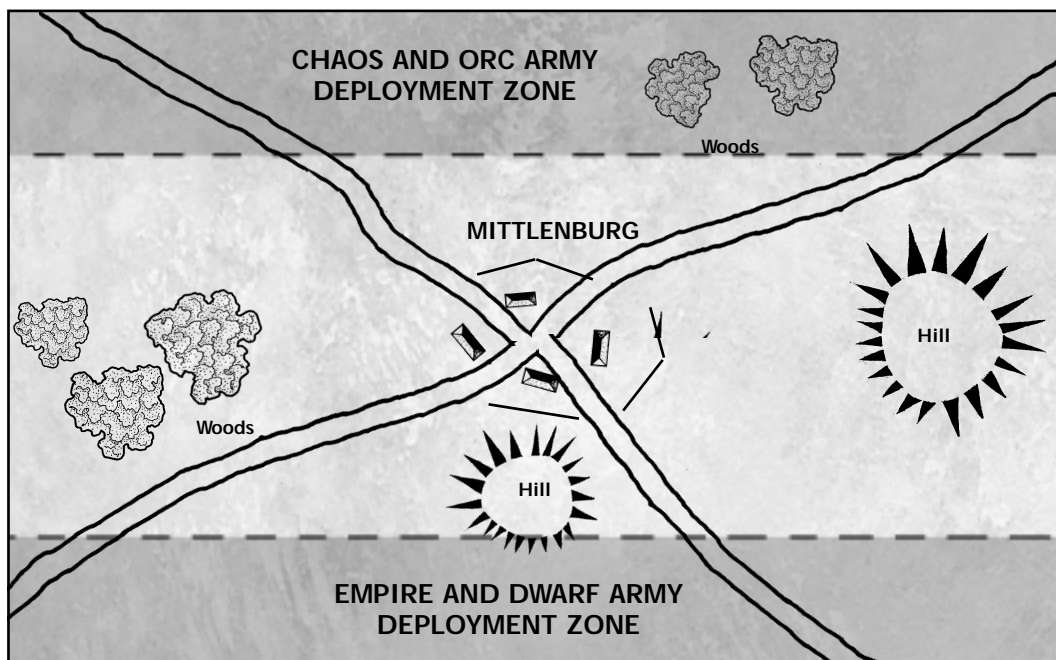 CHAOS AND ORC ARMY
DEPLOYMENT ZONE
Woods
MITTLENBURG
Hill
Woods
Hill
EMPIRE AND DWARF ARMY
DEPLOYMENT ZONE